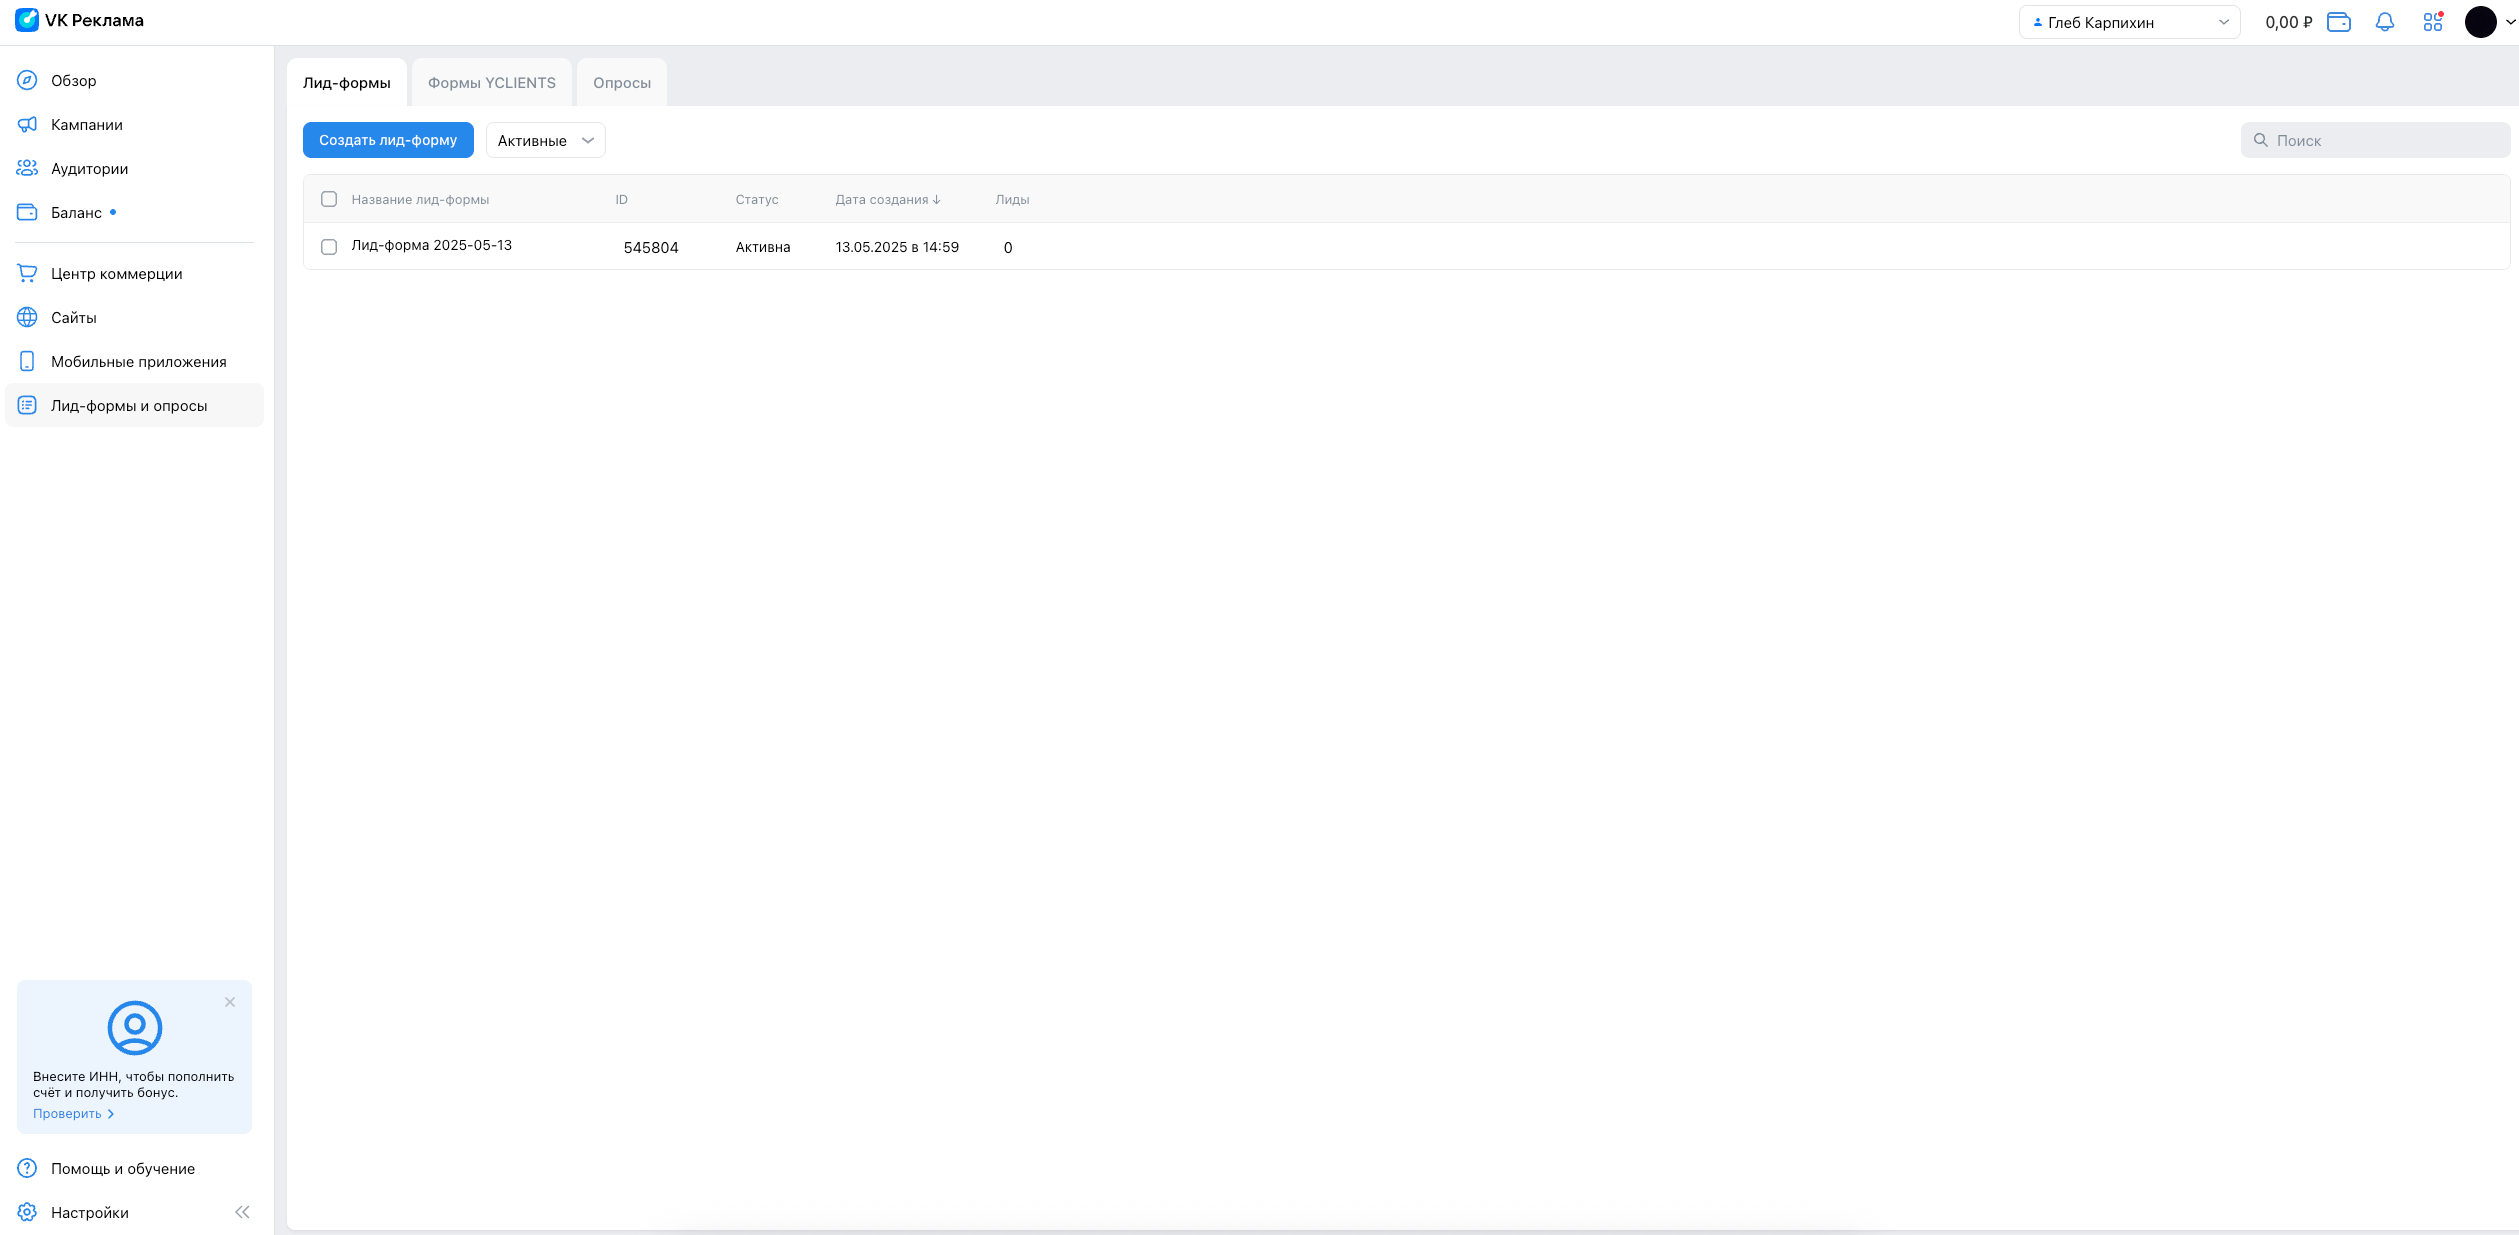 VK Реклама
Глеб Карпихин
0,00 ₽
Обзор
Кампании
Аудитории
Баланс
Центр коммерции
Сайты
Мобильные приложения
Лид-формы и опросы
Лид-формы
Формы YCLIENTS
Опросы
Создать лид-форму
Активные
Поиск
Название лид-формы ID Статус Дата создания ↓ Лиды
Лид-форма 2025-05-13 545804 Активна 13.05.2025 в 14:59 0
Внесите ИНН, чтобы пополнить
счёт и получить бонус.
Проверить
Помощь и обучение
Настройки